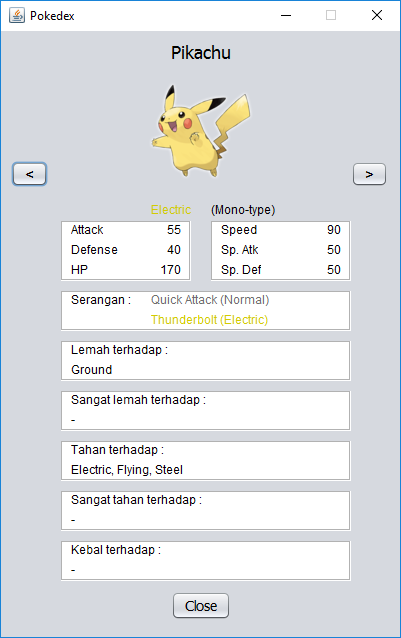 Pokedex
Pikachu
<
>
Electric (Mono-type)
Attack 55 Speed 90
Defense 40 Sp. Atk 50
HP 170 Sp. Def 50
Serangan : Quick Attack (Normal)
Thunderbolt (Electric)
Lemah terhadap :
Ground
Sangat lemah terhadap :
-
Tahan terhadap :
Electric, Flying, Steel
Sangat tahan terhadap :
-
Kebal terhadap :
-
Close